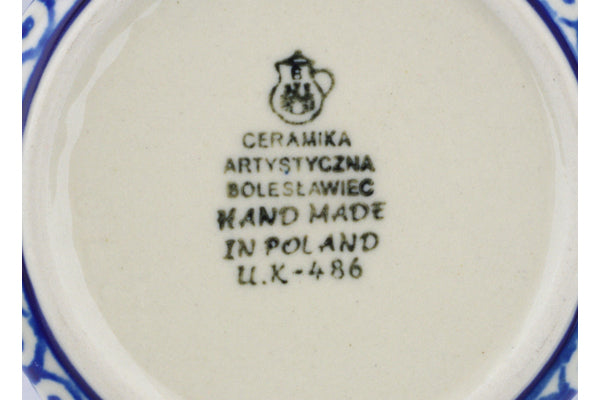 B
CERAMIKA
ARTYSTYCZNA
BOLESŁAWIEC
HAND MADE
IN POLAND
U.K-486